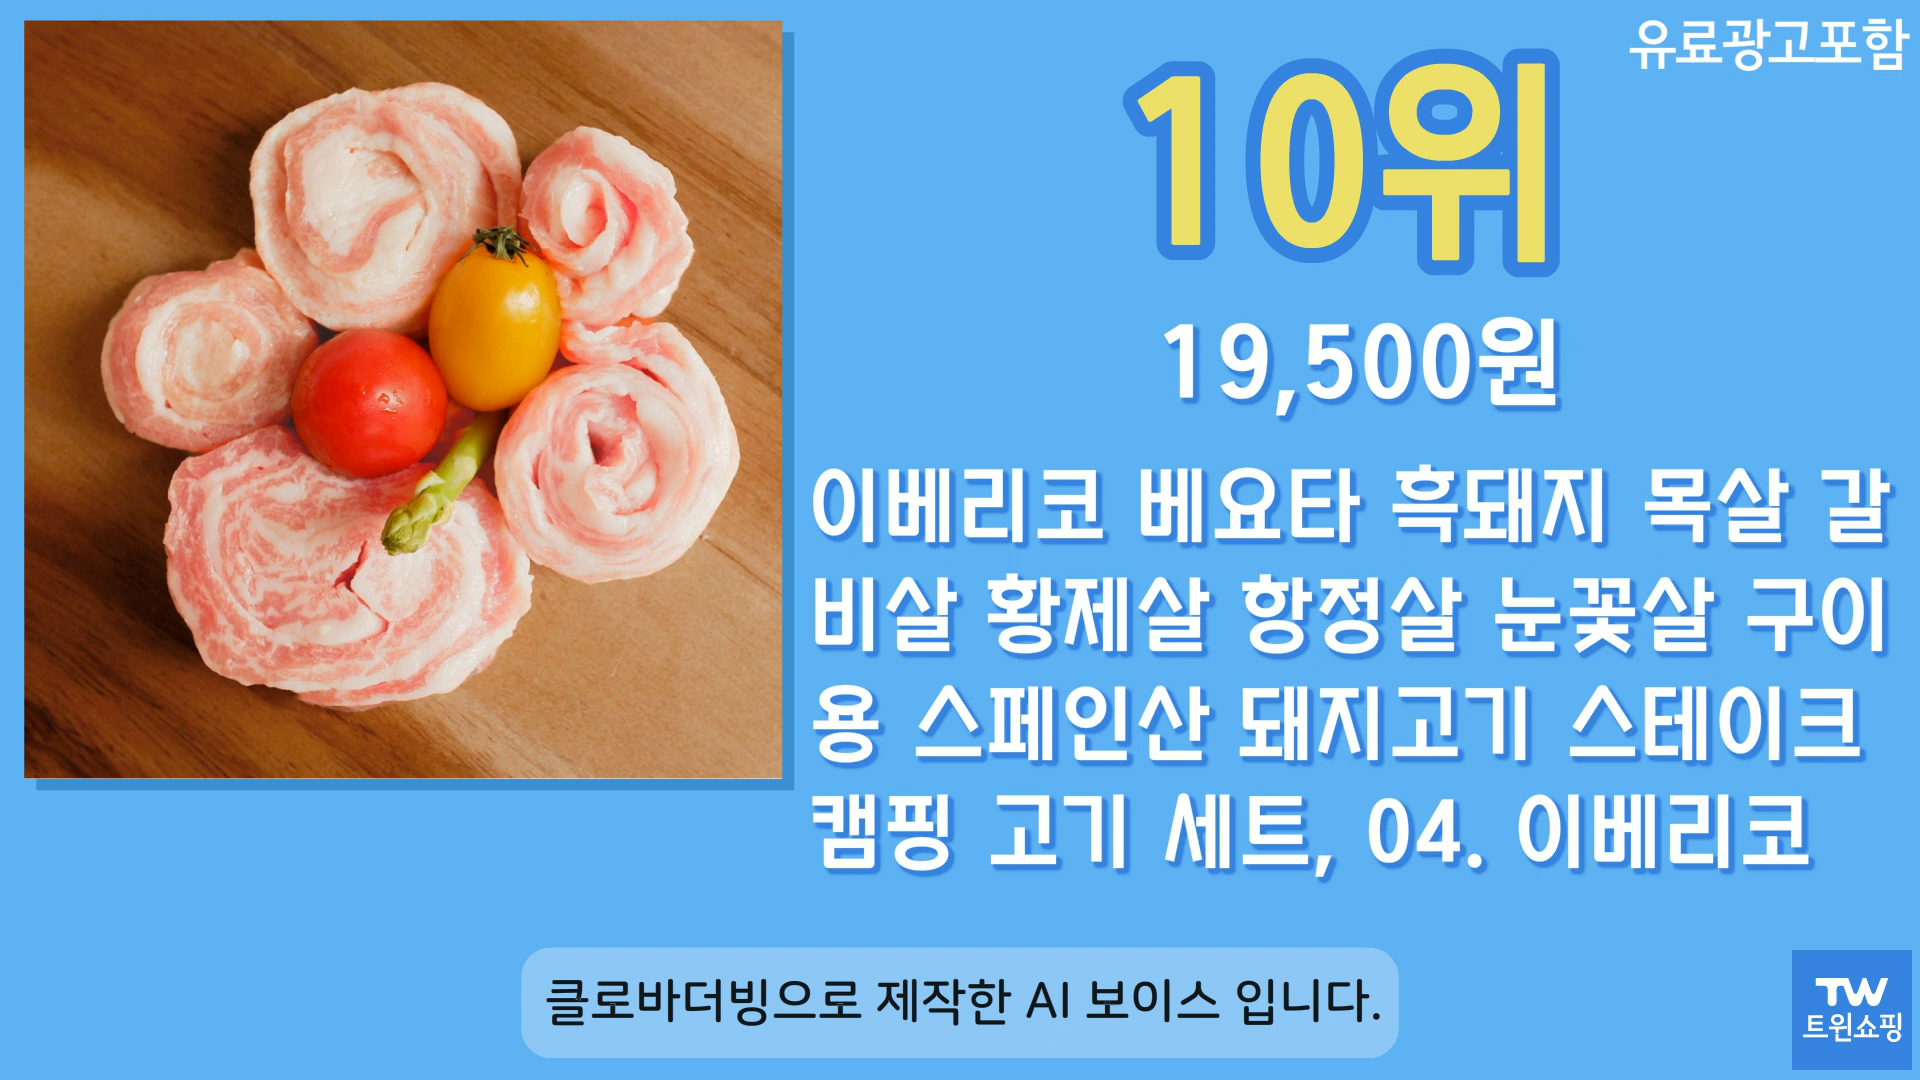 유료광고포함
10위
19,500원
이베리코 베요타 흑돼지 목살 갈
비살 황제살 항정살 눈꽃살 구이
용 스페인산 돼지고기 스테이크
캠핑 고기 세트, 04. 이베리코
클로바더빙으로 제작한 AI 보이스 입니다.
TW
트윈쇼핑